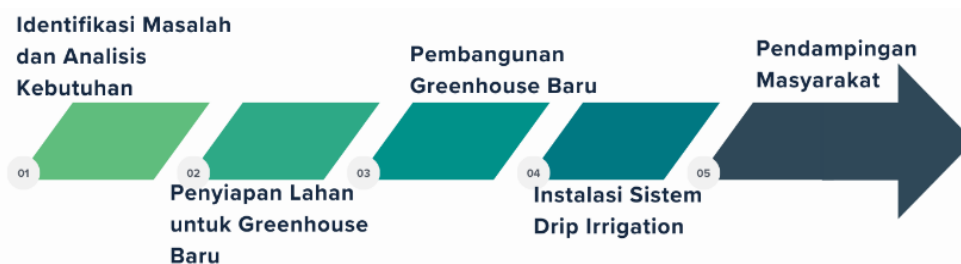 Identifikasi Masalah
dan Analisis
Kebutuhan
01
02
Penyiapan Lahan
untuk Greenhouse
Baru
Pembangunan
Greenhouse Baru
03
04
Instalasi Sistem
Drip Irrigation
Pendampingan
Masyarakat
05